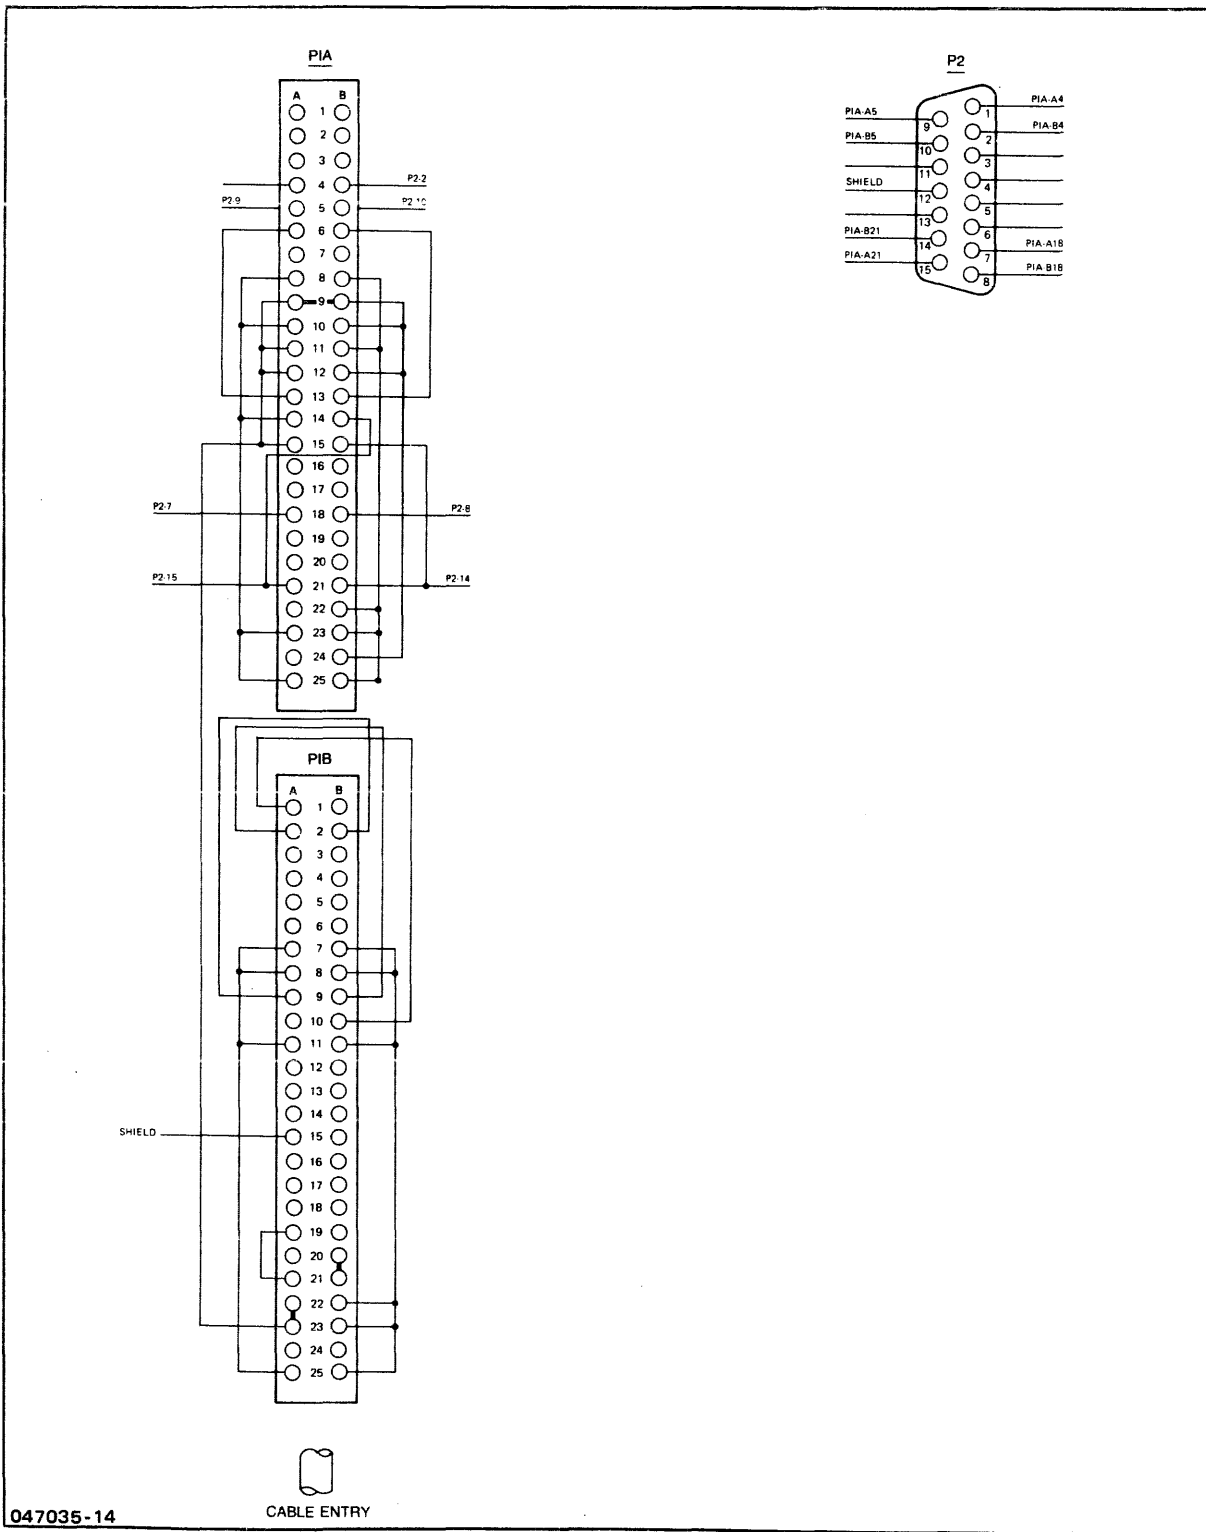 PIA
A B
1
2
3
4 P2-2
P2-9 5 P2-10
6
7
8
9
10
11
12
13
14
15
16
17
P2-7 18 P2-8
19
20
P2-15 21 P2-14
22
23
24
25
PIB
A B
1
2
3
4
5
6
7
8
9
10
11
12
13
14
SHIELD 15
16
17
18
19
20
21
22
23
24
25
CABLE ENTRY
047035-14
P2
1 PIA-A4
PIA-A5 9
2 PIA-B4
PIA-B5 10
3
11
4
SHIELD 12
5
13
6
PIA-B21 14
7 PIA-A18
PIA-A21 15
8 PIA-B18